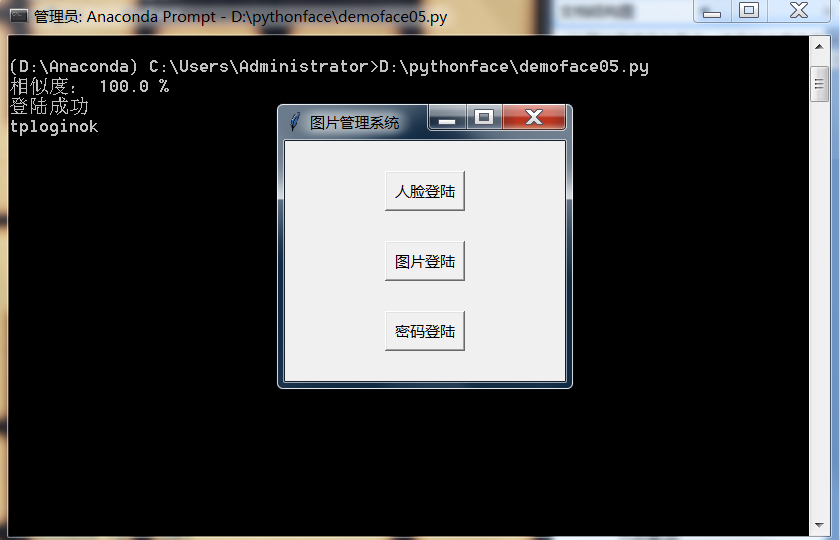 管理员: Anaconda Prompt - D:\pythonface\demoface05.py
(D:\Anaconda) C:\Users\Administrator>D:\pythonface\demoface05.py
相似度： 100.0 %
登陆成功
tploginok
图片管理系统
人脸登陆
图片登陆
密码登陆